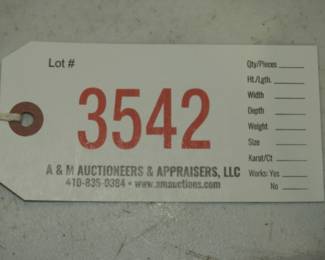 Lot #
3542
Qty/Pieces
Ht./Lgth.
Width
Depth
Weight
Size
Karat/Ct
Works: Yes
No
A & M AUCTIONEERS & APPRAISERS, LLC
410-835-0384 • www.amauctions.com